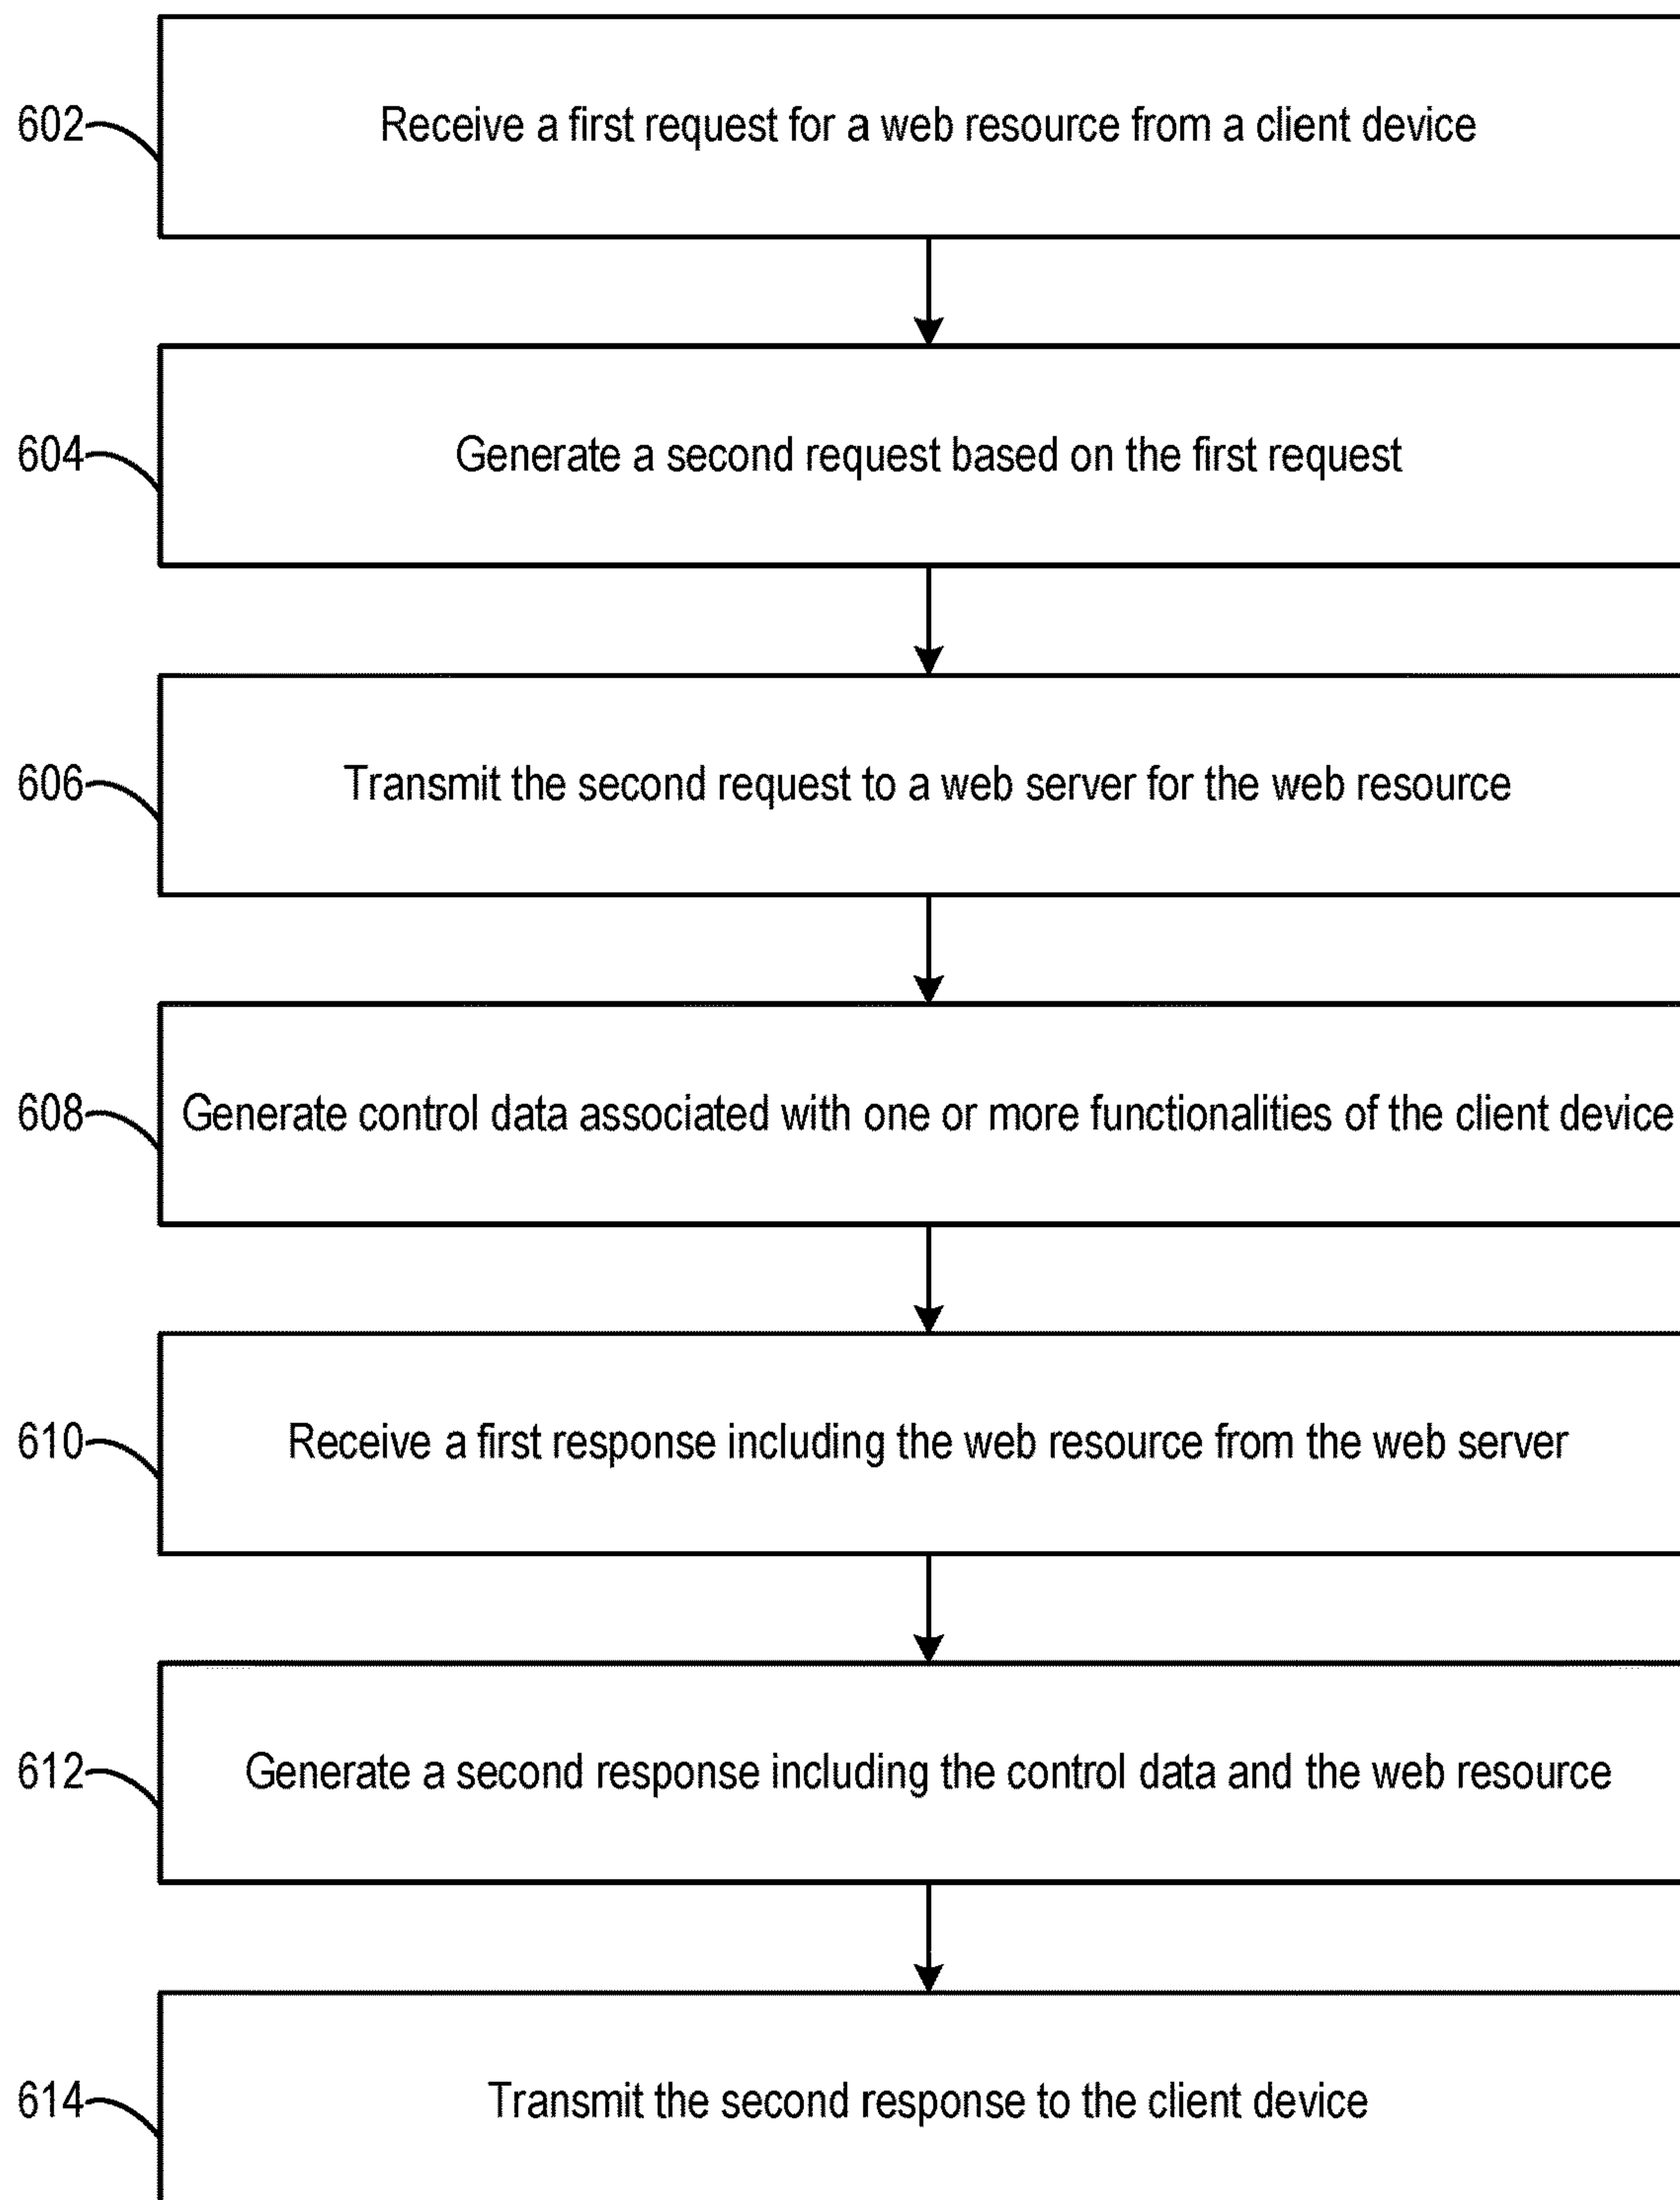 602 Receive a first request for a web resource from a client device
604 Generate a second request based on the first request
606 Transmit the second request to a web server for the web resource
608 Generate control data associated with one or more functionalities of the client device
610 Receive a first response including the web resource from the web server
612 Generate a second response including the control data and the web resource
614 Transmit the second response to the client device